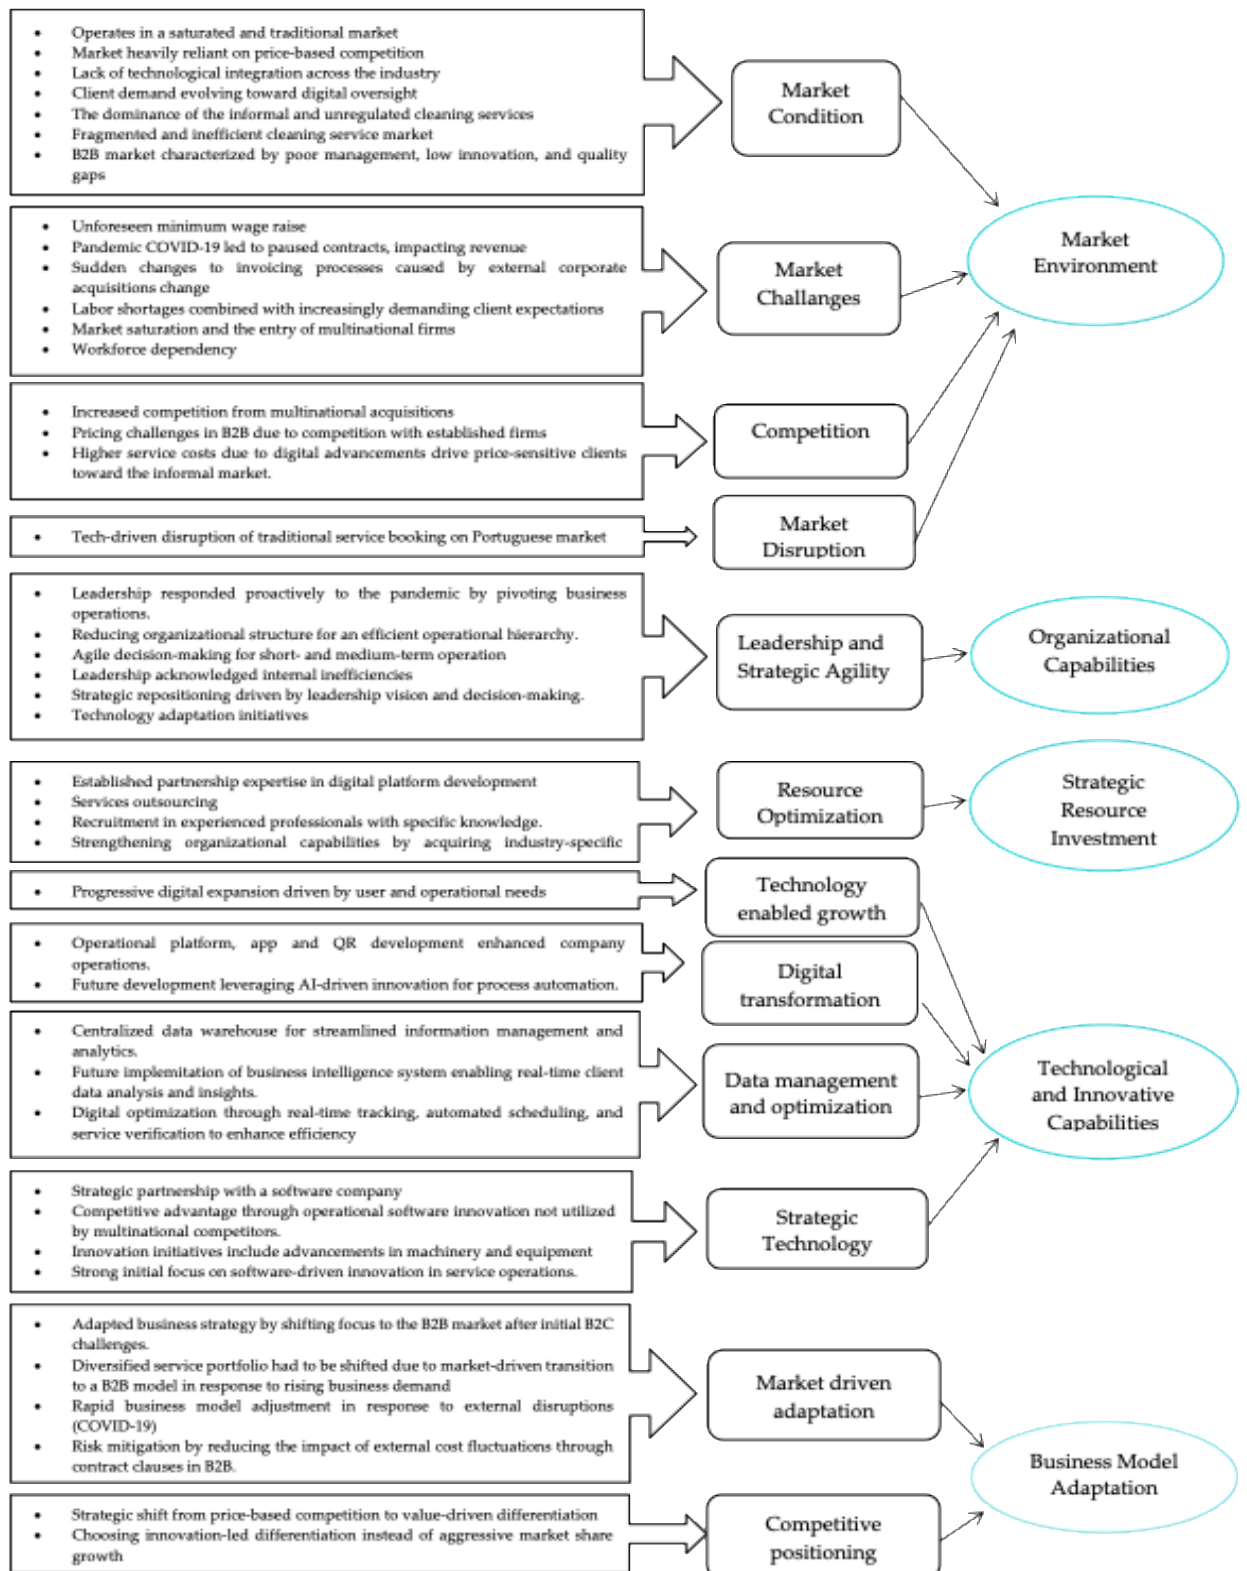 Operates in a saturated and traditional market
Market heavily reliant on price-based competition
Lack of technological integration across the industry
Client demand evolving toward digital oversight
The dominance of the informal and unregulated cleaning services
Fragmented and inefficient cleaning service market
B2B market characterized by poor management, low innovation, and quality
gaps
Market
Condition
Unforeseen minimum wage raise
Pandemic COVID-19 led to paused contracts, impacting revenue
Sudden changes to invoicing processes caused by external corporate
acquisitions change
Labor shortages combined with increasingly demanding client expectations
Market saturation and the entry of multinational firms
Workforce dependency
Market
Challanges
Market
Environment
Increased competition from multinational acquisitions
Pricing challenges in B2B due to competition with established firms
Higher service costs due to digital advancements drive price-sensitive clients
toward the informal market.
Competition
Tech-driven disruption of traditional service booking on Portuguese market
Market
Disruption
Leadership responded proactively to the pandemic by pivoting business
operations.
Reducing organizational structure for an efficient operational hierarchy.
Agile decision-making for short- and medium-term operation
Leadership acknowledged internal inefficiencies
Strategic repositioning driven by leadership vision and decision-making.
Technology adaptation initiatives
Leadership and
Strategic Agility
Organizational
Capabilities
Established partnership expertise in digital platform development
Services outsourcing
Recruitment in experienced professionals with specific knowledge.
Strengthening organizational capabilities by acquiring industry-specific
Resource
Optimization
Strategic
Resource
Investment
Progressive digital expansion driven by user and operational needs
Technology
enabled growth
Operational platform, app and QR development enhanced company
operations.
Future development leveraging AI-driven innovation for process automation.
Digital
transformation
Centralized data warehouse for streamlined information management and
analytics.
Future implemitation of business intelligence system enabling real-time client
data analysis and insights.
Digital optimization through real-time tracking, automated scheduling, and
service verification to enhance efficiency
Data management
and optimization
Technological
and Innovative
Capabilities
Strategic partnership with a software company
Competitive advantage through operational software innovation not utilized
by multinational competitors.
Innovation initiatives include advancements in machinery and equipment
Strong initial focus on software-driven innovation in service operations.
Strategic
Technology
Adapted business strategy by shifting focus to the B2B market after initial B2C
challenges.
Diversified service portfolio had to be shifted due to market-driven transition
to a B2B model in response to rising business demand
Rapid business model adjustment in response to external disruptions
(COVID-19)
Risk mitigation by reducing the impact of external cost fluctuations through
contract clauses in B2B.
Market driven
adaptation
Business Model
Adaptation
Strategic shift from price-based competition to value-driven differentiation
Choosing innovation-led differentiation instead of aggressive market share
growth
Competitive
positioning